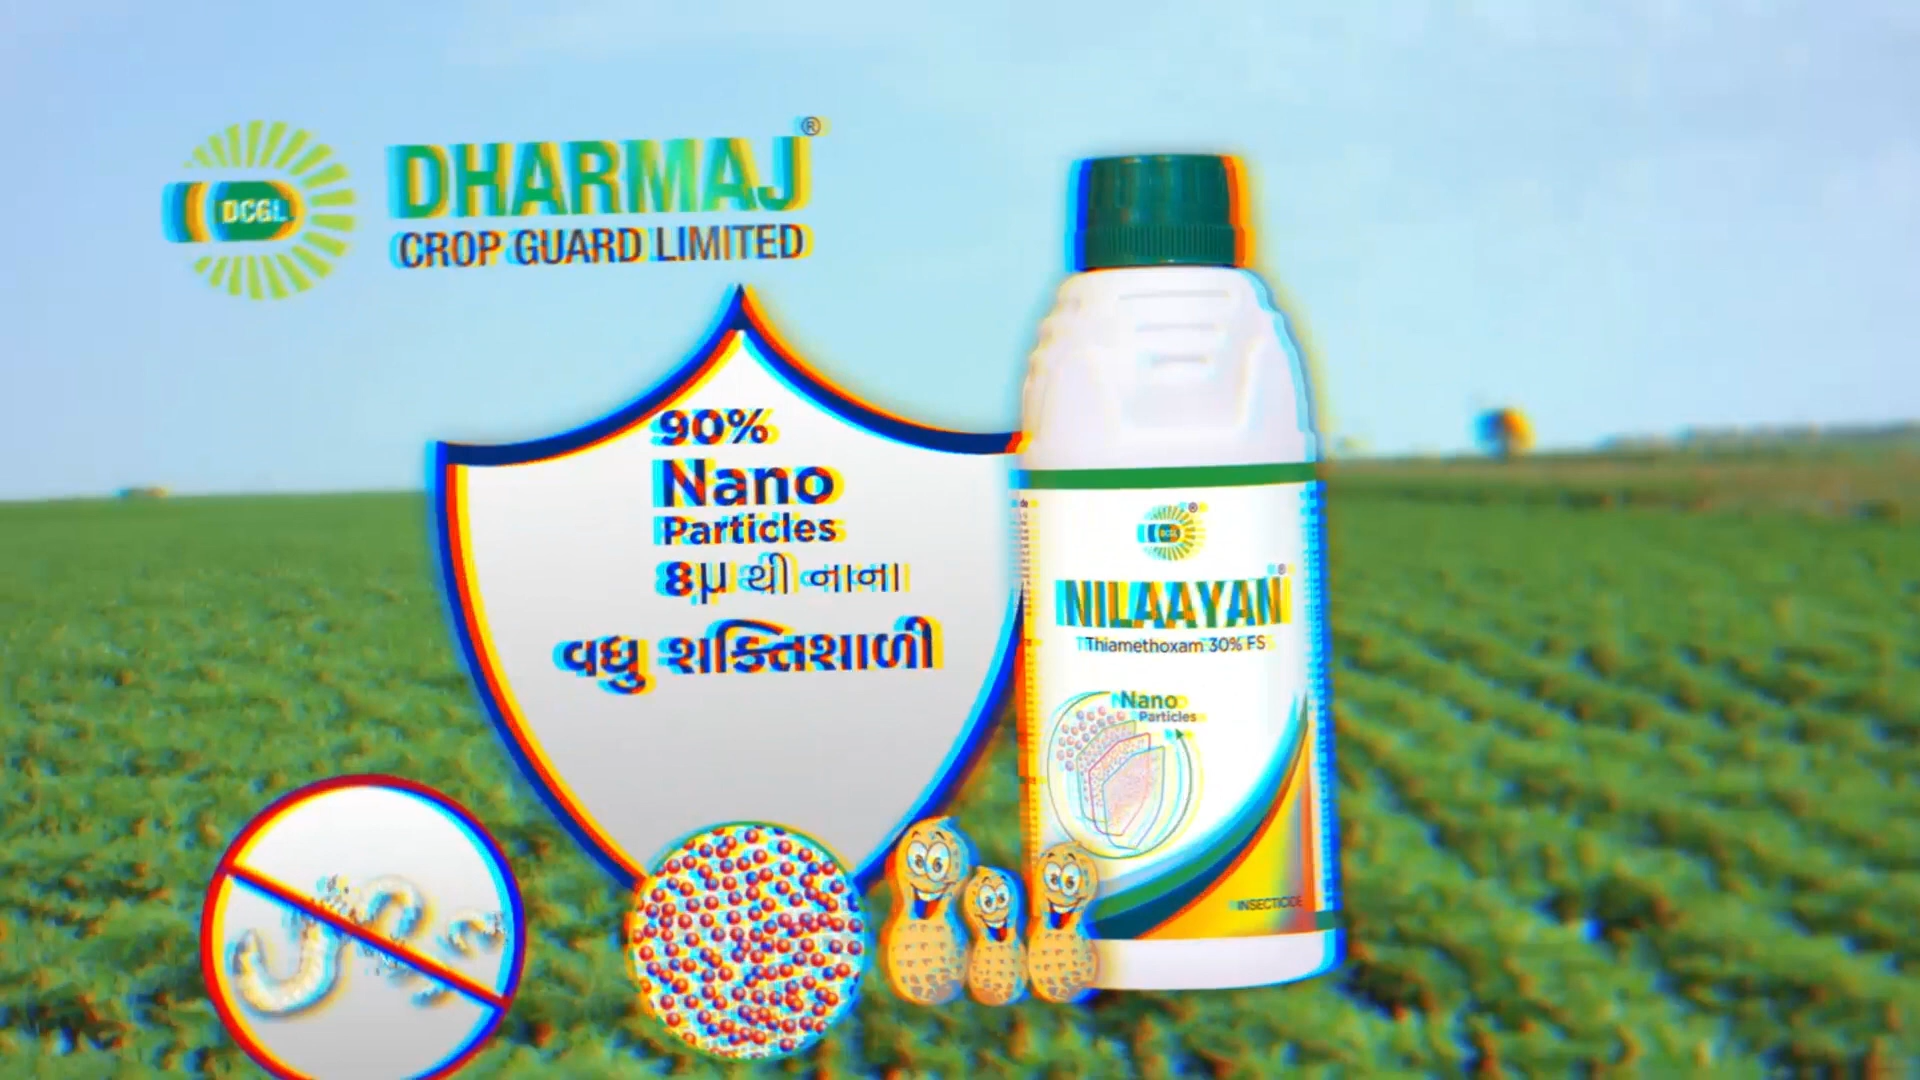 DCGL
DHARMAJ®
CROP GUARD LIMITED
90%
Nano
Particles
8µ થી નાના
વધુ શક્તિશાળી
DCGL ®
NILAAYAN®
Thiamethoxam 30% FS
Nano
Particles
INSECTICIDE